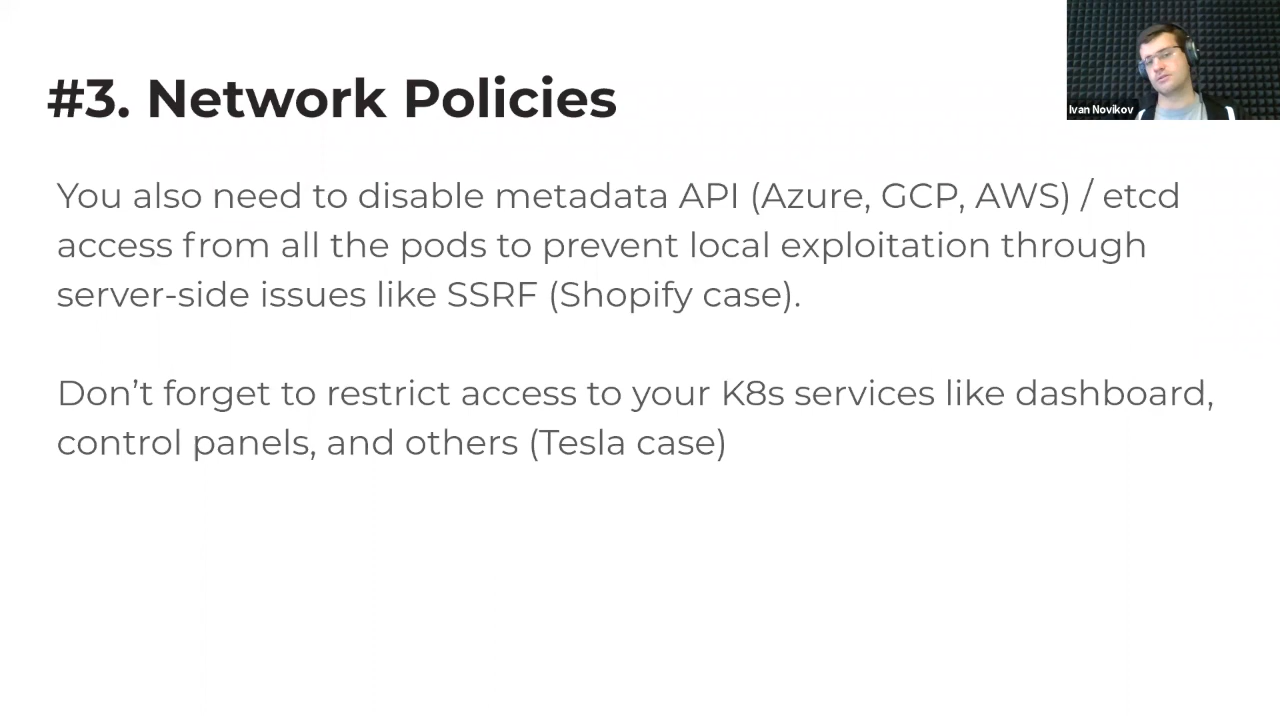 #3. Network Policies
Ivan Novikov
You also need to disable metadata API (Azure, GCP, AWS) / etcd
access from all the pods to prevent local exploitation through
server-side issues like SSRF (Shopify case).
Don’t forget to restrict access to your K8s services like dashboard,
control panels, and others (Tesla case)